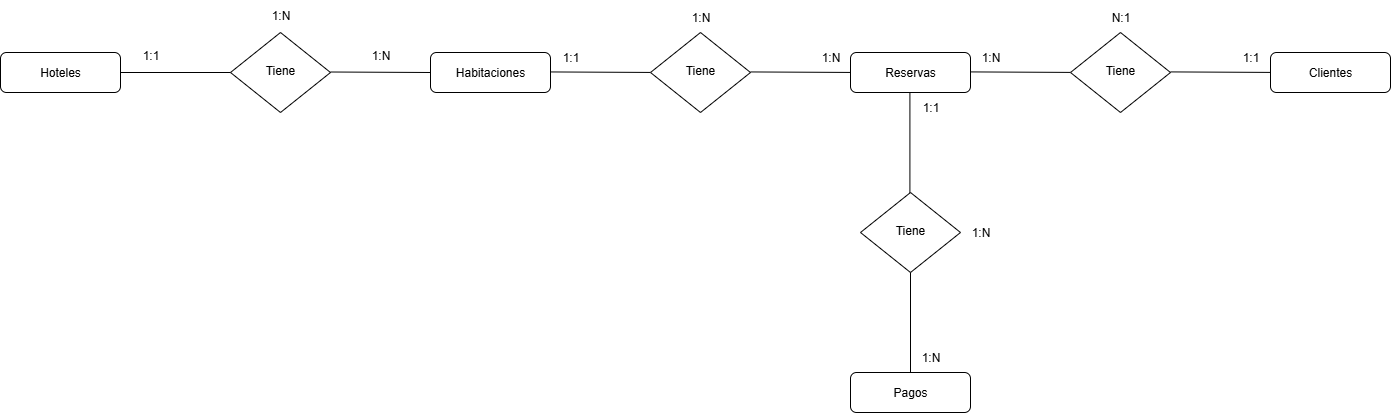 1:N
1:N
N:1
1:1
1:N
1:1
1:N
1:N
1:1
Hoteles
Tiene
Habitaciones
Tiene
Reservas
Tiene
Clientes
1:1
Tiene
1:N
1:N
Pagos